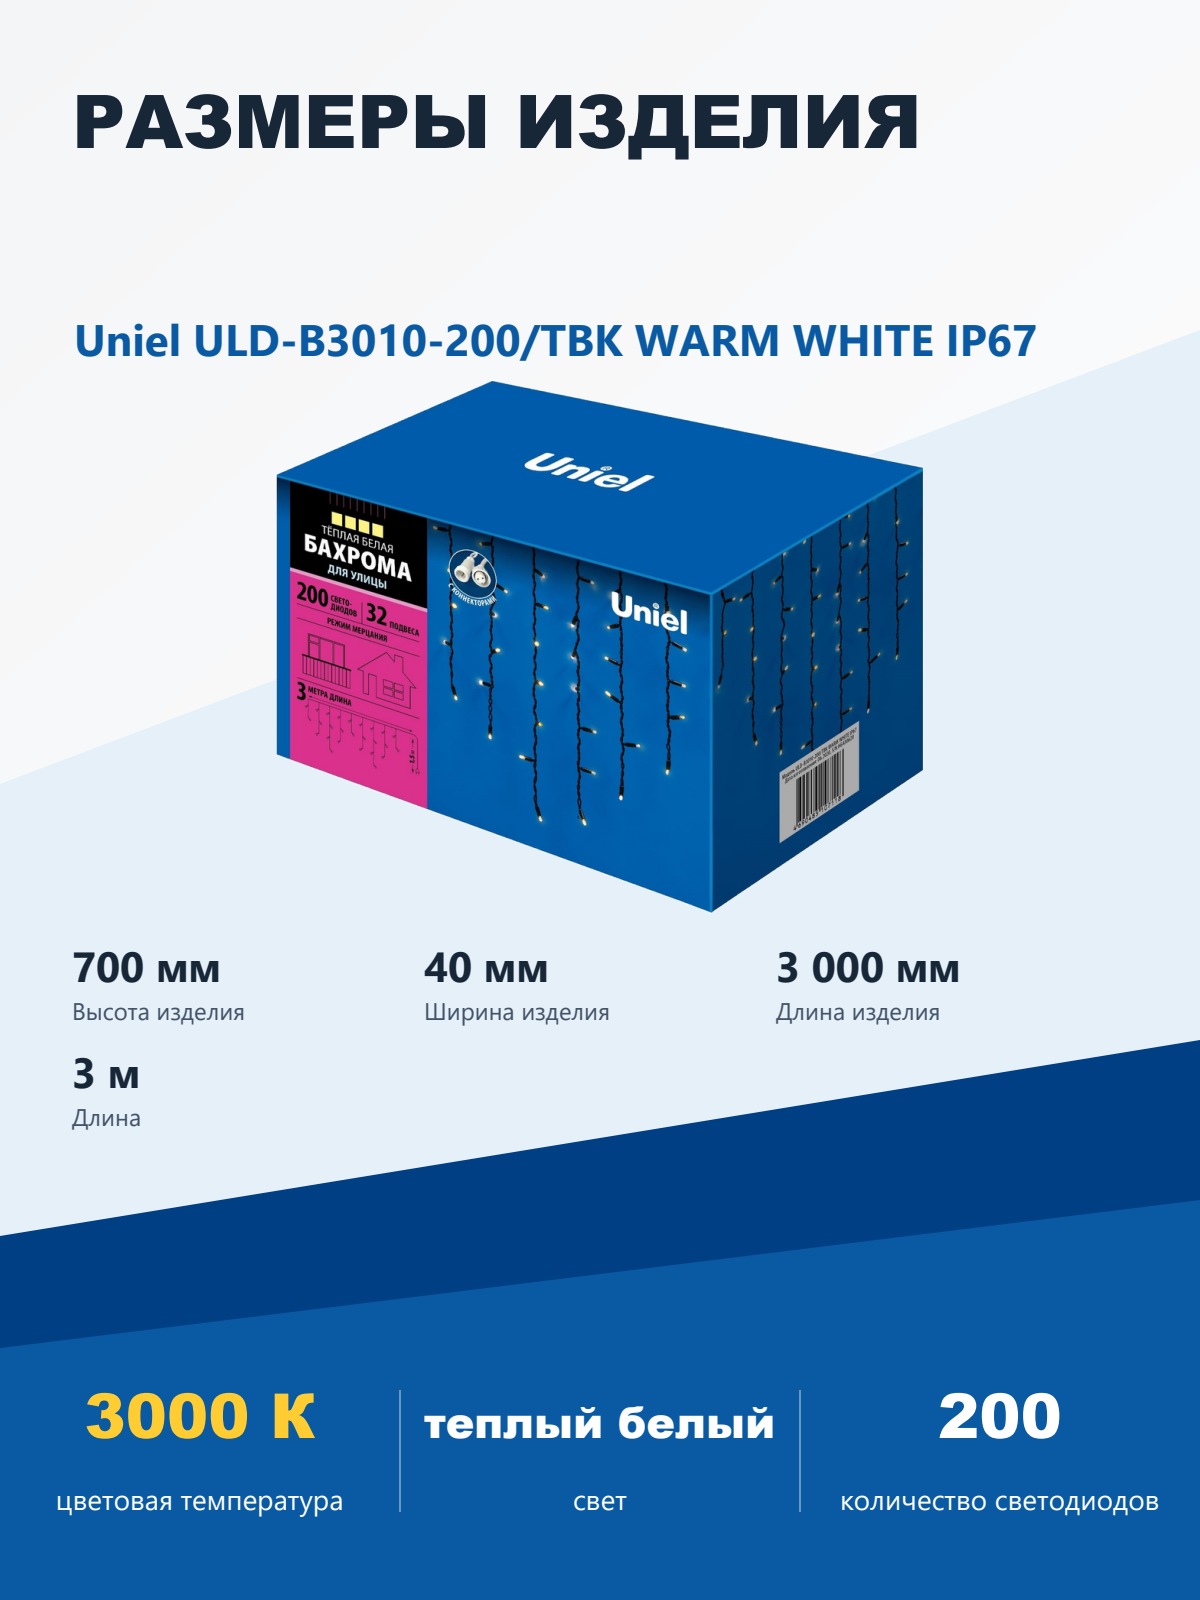 РАЗМЕРЫ ИЗДЕЛИЯ
Uniel ULD-B3010-200/TBK WARM WHITE IP67
Uniel
ТЁПЛАЯ БЕЛАЯ
БАХРОМА
ДЛЯ УЛИЦЫ
200 СВЕТО-
ДИОДОВ
32 ПОДВЕСА
РЕЖИМ МЕРЦАНИЯ
3 МЕТРА ДЛИНА
С КОННЕКТОРАМИ
Uniel
700 мм
Высота изделия
40 мм
Ширина изделия
3 000 мм
Длина изделия
3 м
Длина
3000 К
цветовая температура
теплый белый
свет
200
количество светодиодов